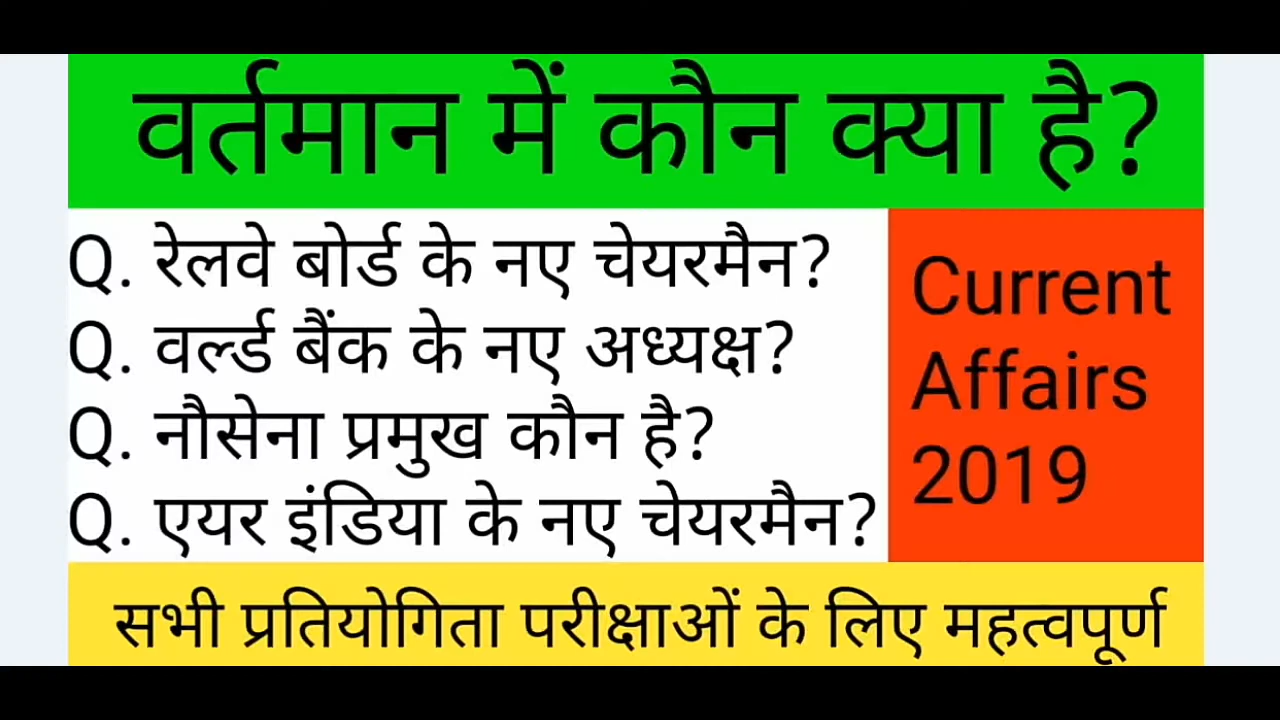 वर्तमान में कौन क्या है?
Q. रेलवे बोर्ड के नए चेयरमैन?
Q. वर्ल्ड बैंक के नए अध्यक्ष?
Q. नौसेना प्रमुख कौन है?
Q. एयर इंडिया के नए चेयरमैन?
Current
Affairs
2019
सभी प्रतियोगिता परीक्षाओं के लिए महत्वपूर्ण